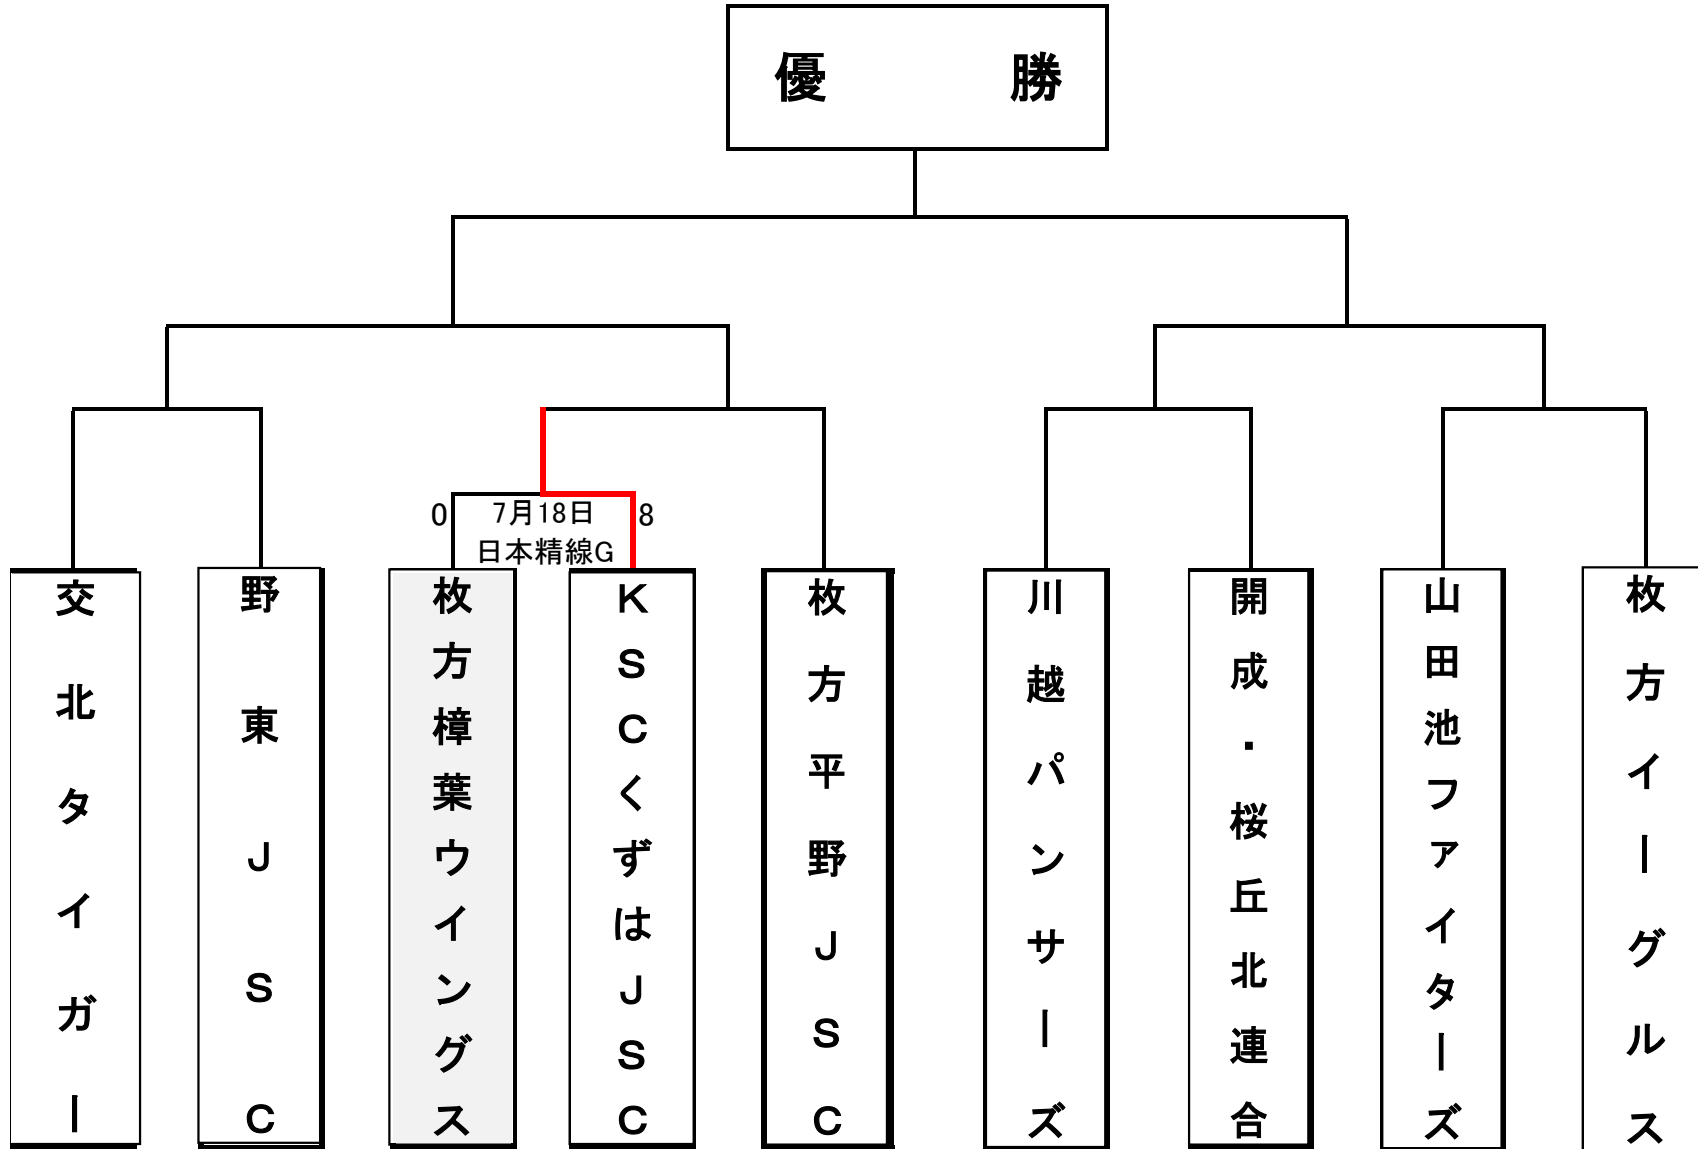 優　勝
0
7月18日
8
日本精線G
交北タイガー
野東JSC
枚方樟葉ウイングス
KSCくずはJSC
枚方平野JSC
川越パンサーズ
開成・桜丘北連合
山田池ファイターズ
枚方イーグルス